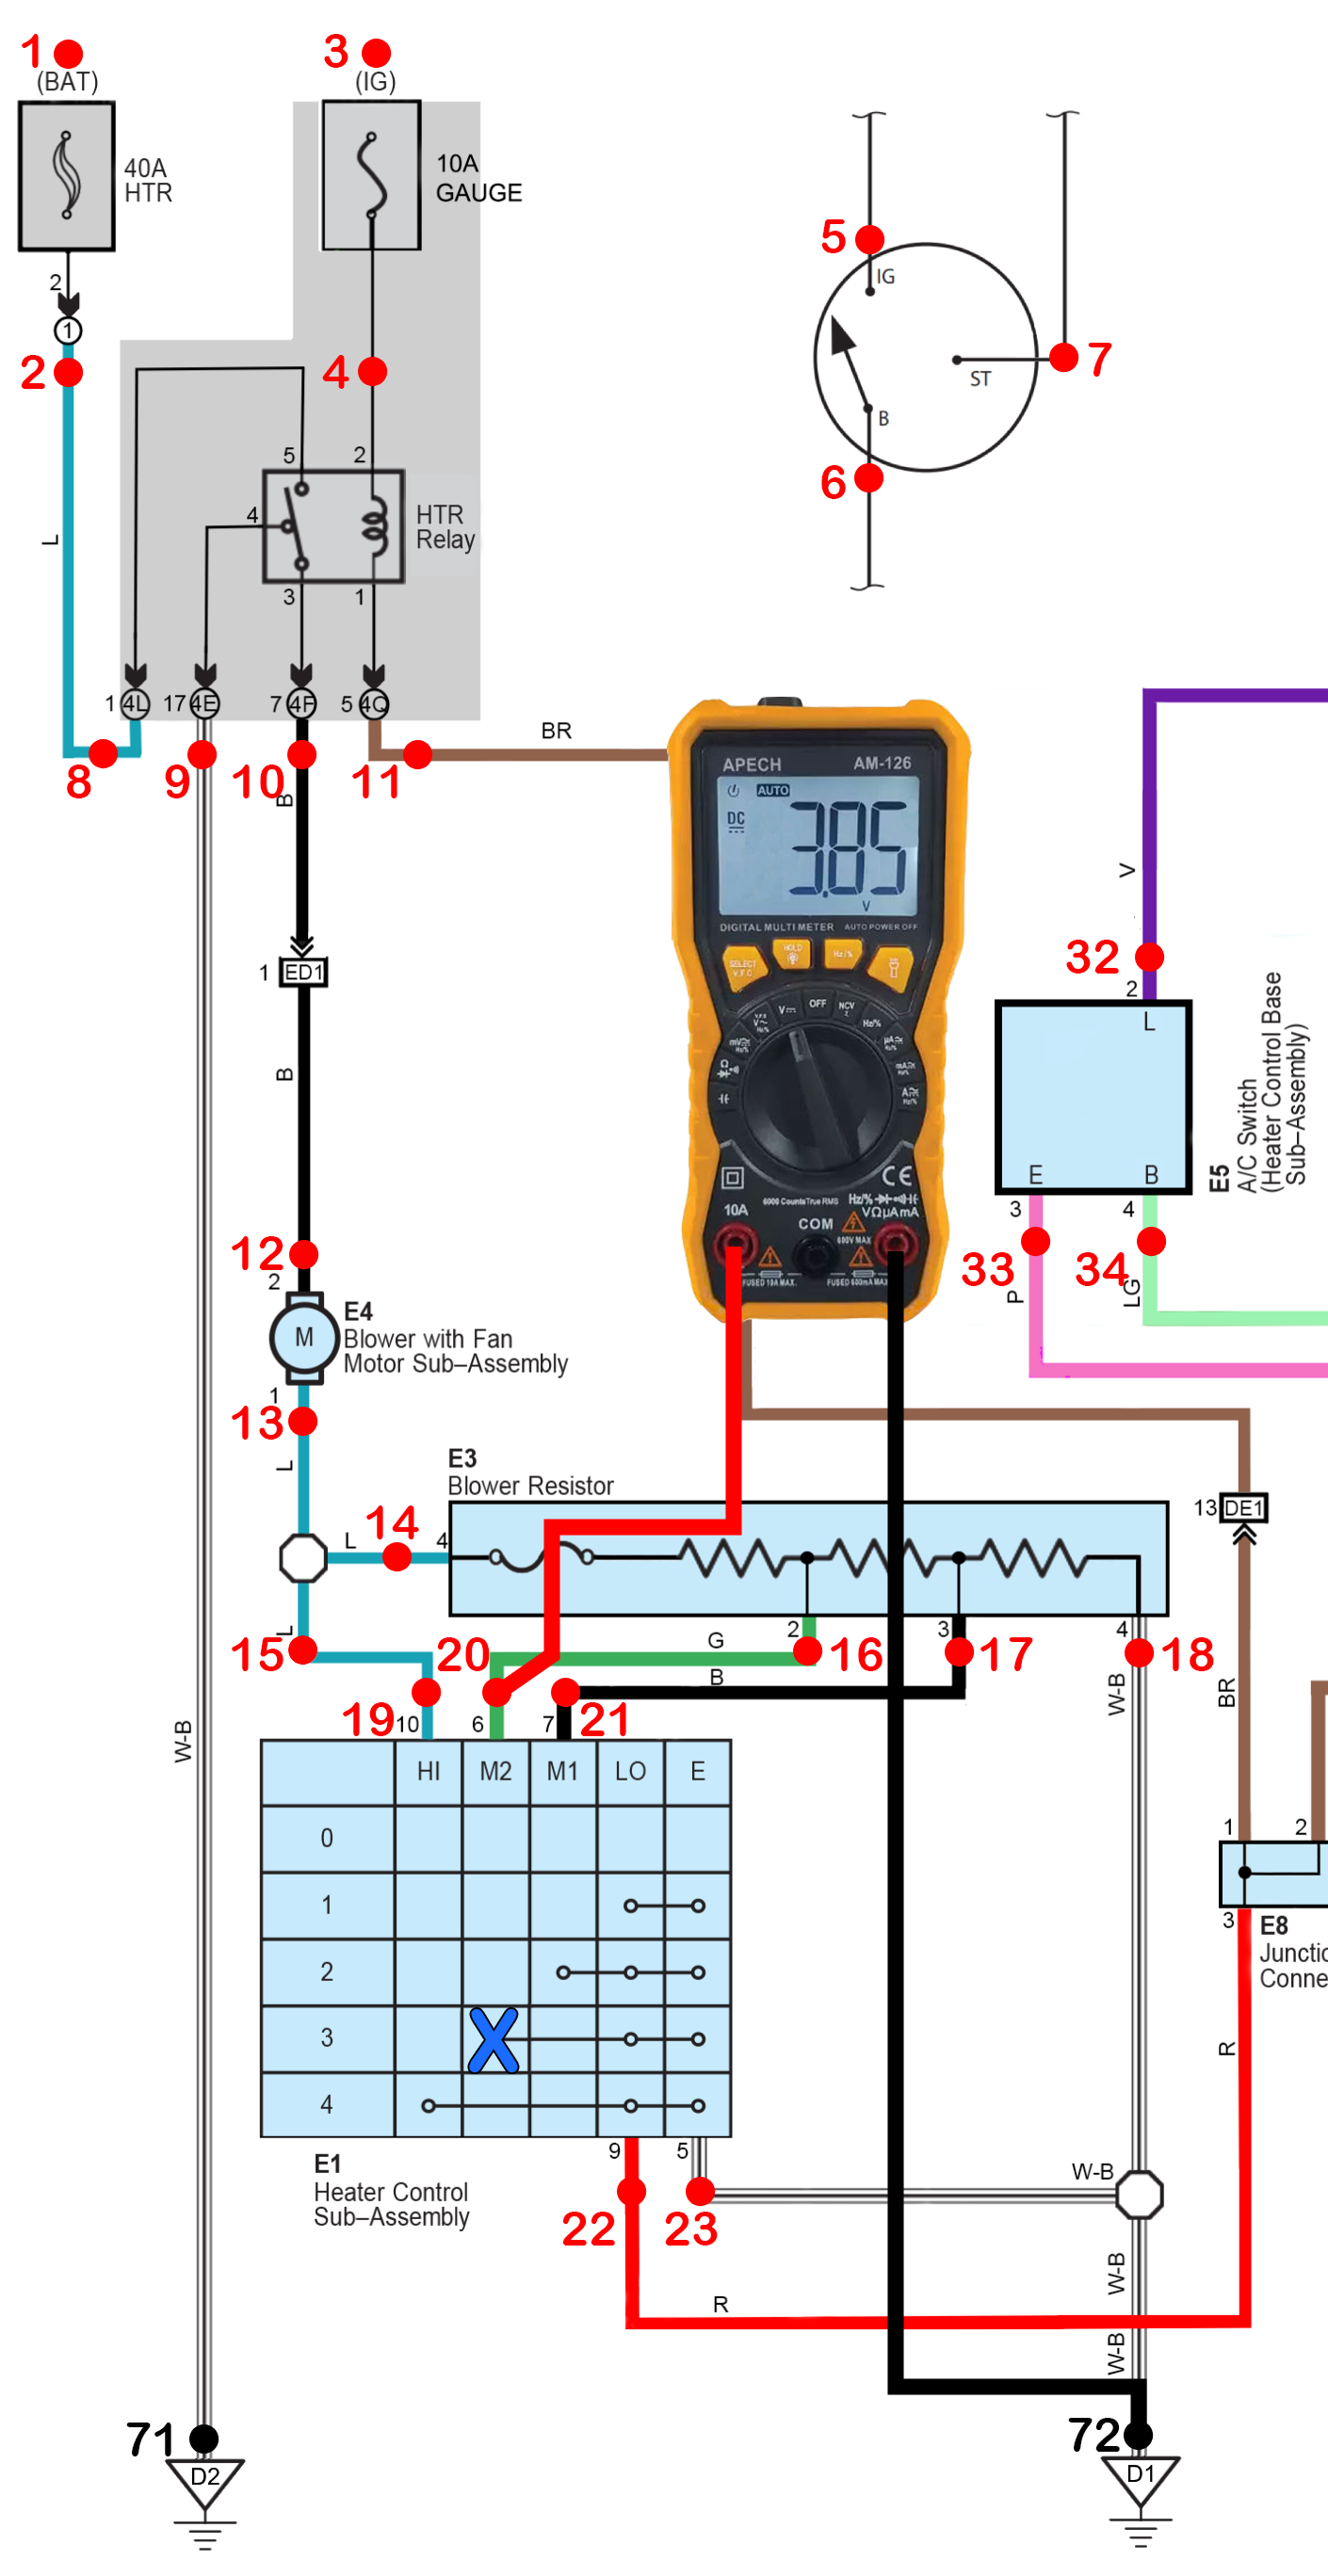 1
3
(BAT)
(IG)
40A
HTR
10A
GAUGE
2
1
2
4
5
IG
7
ST
B
6
L
5
2
4
HTR
Relay
3
1
1 4L
17 4E
7 4F
5 4Q
8
9
10
11
BR
B
APECH
AM-126
AUTO
DC
3.85
V
DIGITAL MULTIMETER
AUTO POWER OFF
SELECT
V.F.C
HOLD
Hz/%
V
OFF
NCV
Hz/%
10A
6000 Counts True RMS
Hz/%
VΩμAmA
COM
600V MAX
FUSED 10A MAX.
FUSED 600mA MAX
CE
V
32
2
L
E
B
E5
A/C Switch
(Heater Control Base
Sub–Assembly)
3
4
33
34
P
LG
1 ED1
B
12
2
M
E4
Blower with Fan
Motor Sub–Assembly
1
13
L
E3
Blower Resistor
L
14
4
13 DE1
L
15
2
3
4
20
G
16
17
18
B
W-B
BR
19
10
6
7
21
W-B
HI M2 M1 LO E
0
1
2
3
X
4
1
2
3
E8
Junctio
Conne
R
E1
Heater Control
Sub–Assembly
9
5
22
23
W-B
W-B
R
W-B
71
72
D2
D1